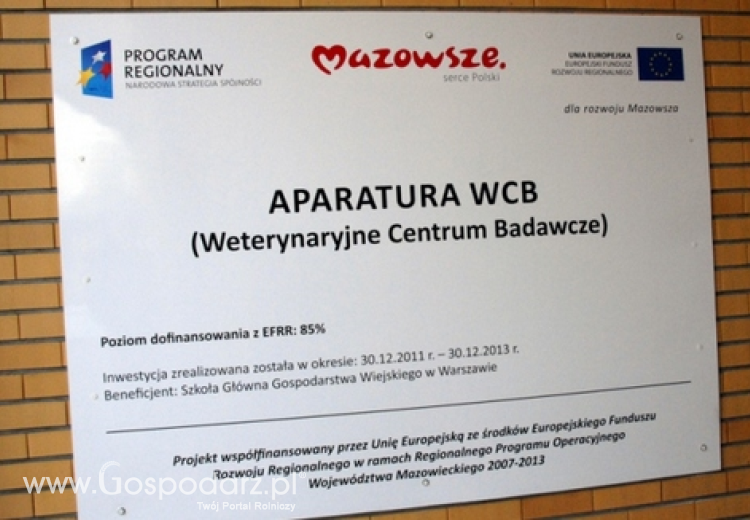 PROGRAM
REGIONALNY
NARODOWA STRATEGIA SPÓJNOŚCI
Mazowsze.
serce Polski
UNIA EUROPEJSKA
EUROPEJSKI FUNDUSZ
ROZWOJU REGIONALNEGO
dla rozwoju Mazowsza
APARATURA WCB
(Weterynaryjne Centrum Badawcze)
Poziom dofinansowania z EFRR: 85%
Inwestycja zrealizowana została w okresie: 30.12.2011 r. – 30.12.2013 r.
Beneficjent: Szkoła Główna Gospodarstwa Wiejskiego w Warszawie
Projekt współfinansowany przez Unię Europejską ze środków Europejskiego Funduszu
Rozwoju Regionalnego w ramach Regionalnego Programu Operacyjnego
Województwa Mazowieckiego 2007-2013
www.Gospodarz.pl
Twój Portal Rolniczy